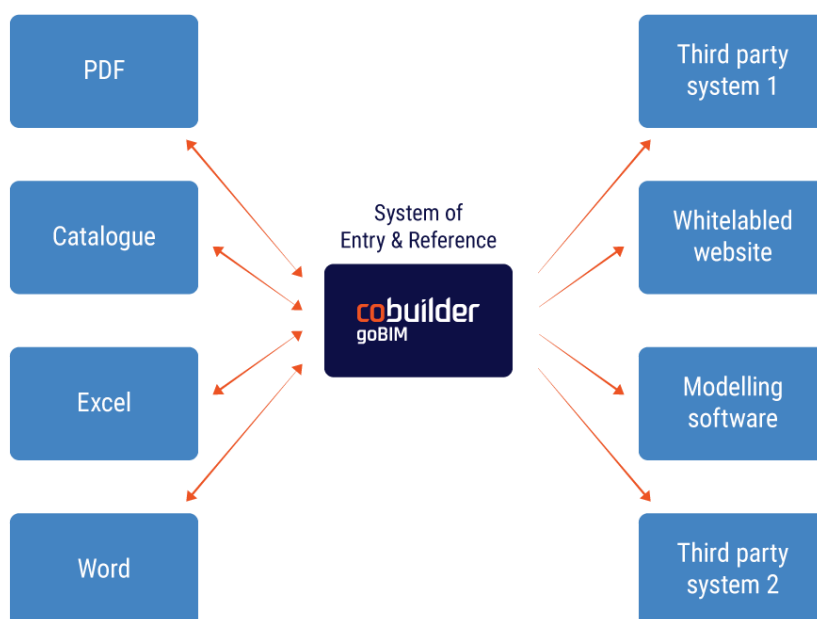 PDF
Catalogue
Excel
Word
System of
Entry & Reference
cobuilder
goBIM
Third party
system 1
Whitelabled
website
Modelling
software
Third party
system 2